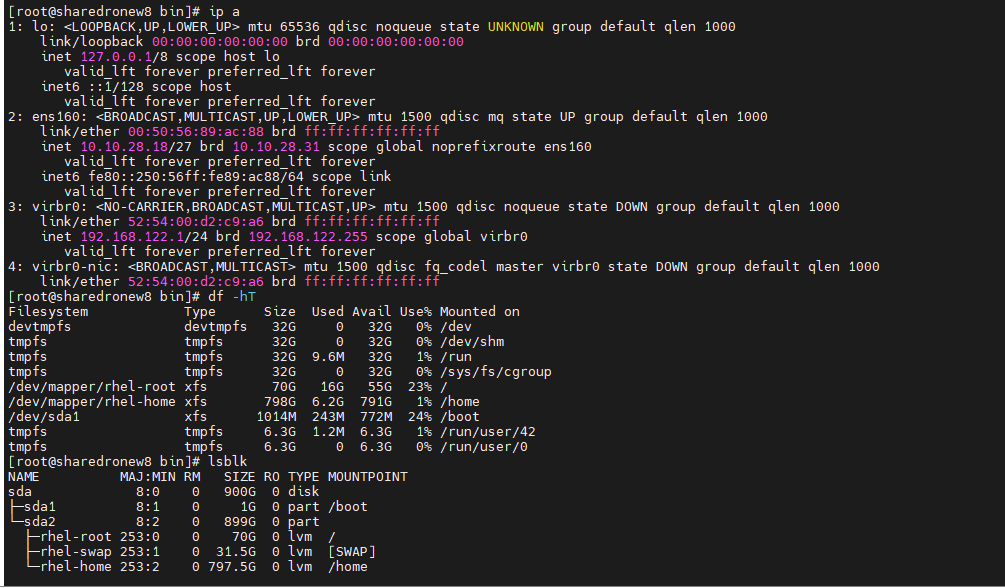 [root@sharedronew8 bin]# ip a
1: lo: <LOOPBACK,UP,LOWER_UP> mtu 65536 qdisc noqueue state UNKNOWN group default qlen 1000
    link/loopback 00:00:00:00:00:00 brd 00:00:00:00:00:00
    inet 127.0.0.1/8 scope host lo
       valid_lft forever preferred_lft forever
    inet6 ::1/128 scope host
       valid_lft forever preferred_lft forever
2: ens160: <BROADCAST,MULTICAST,UP,LOWER_UP> mtu 1500 qdisc mq state UP group default qlen 1000
    link/ether 00:50:56:89:ac:88 brd ff:ff:ff:ff:ff:ff
    inet 10.10.28.18/27 brd 10.10.28.31 scope global noprefixroute ens160
       valid_lft forever preferred_lft forever
    inet6 fe80::250:56ff:fe89:ac88/64 scope link
       valid_lft forever preferred_lft forever
3: virbr0: <NO-CARRIER,BROADCAST,MULTICAST,UP> mtu 1500 qdisc noqueue state DOWN group default qlen 1000
    link/ether 52:54:00:d2:c9:a6 brd ff:ff:ff:ff:ff:ff
    inet 192.168.122.1/24 brd 192.168.122.255 scope global virbr0
       valid_lft forever preferred_lft forever
4: virbr0-nic: <BROADCAST,MULTICAST> mtu 1500 qdisc fq_codel master virbr0 state DOWN group default qlen 1000
    link/ether 52:54:00:d2:c9:a6 brd ff:ff:ff:ff:ff:ff
[root@sharedronew8 bin]# df -hT
Filesystem            Type      Size  Used Avail Use% Mounted on
devtmpfs              devtmpfs   32G     0   32G   0% /dev
tmpfs                 tmpfs      32G     0   32G   0% /dev/shm
tmpfs                 tmpfs      32G  9.6M   32G   1% /run
tmpfs                 tmpfs      32G     0   32G   0% /sys/fs/cgroup
/dev/mapper/rhel-root xfs        70G   16G   55G  23% /
/dev/mapper/rhel-home xfs       798G  6.2G  791G   1% /home
/dev/sda1             xfs      1014M  243M  772M  24% /boot
tmpfs                 tmpfs     6.3G  1.2M  6.3G   1% /run/user/42
tmpfs                 tmpfs     6.3G     0  6.3G   0% /run/user/0
[root@sharedronew8 bin]# lsblk
NAME          MAJ:MIN RM   SIZE RO TYPE MOUNTPOINT
sda             8:0    0   900G  0 disk
├─sda1          8:1    0     1G  0 part /boot
└─sda2          8:2    0   899G  0 part
  ├─rhel-root 253:0    0    70G  0 lvm  /
  ├─rhel-swap 253:1    0  31.5G  0 lvm  [SWAP]
  └─rhel-home 253:2    0 797.5G  0 lvm  /home